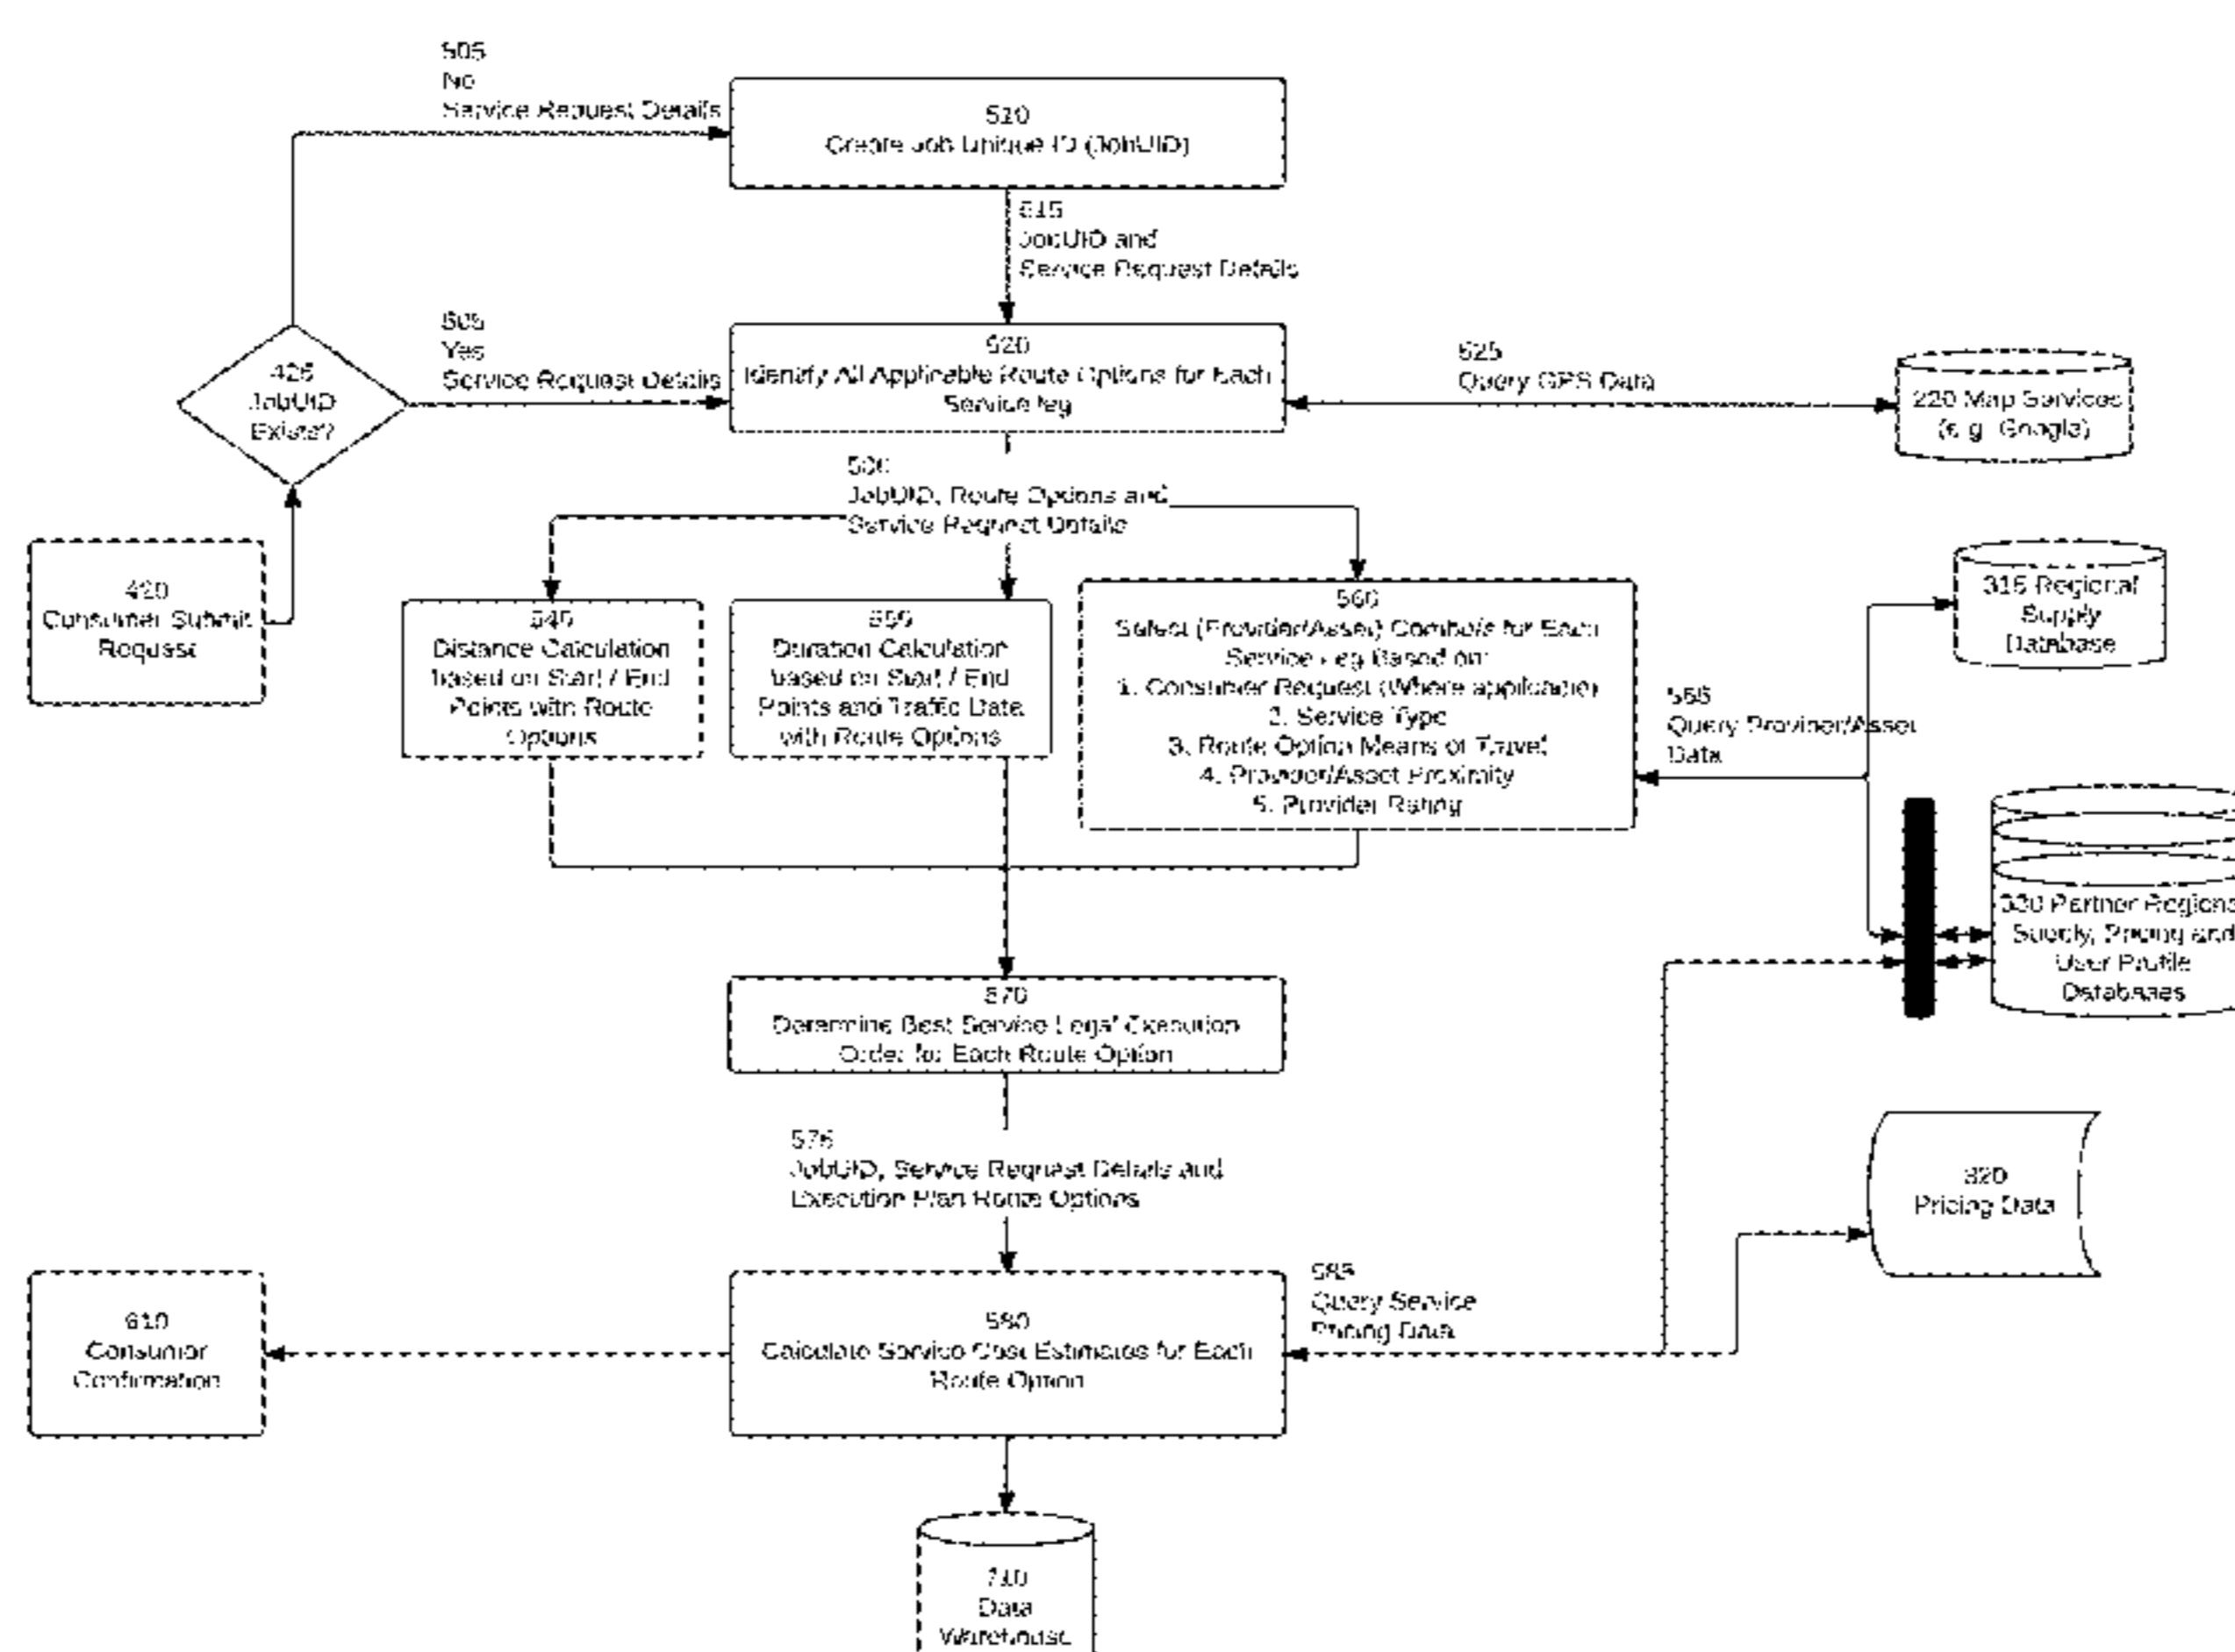 505
No
Service Request Details
510
Create Job Unique ID (JobUID)
515
JobUID and
Service Request Details
505
Yes
Service Request Details
520
Identify All Applicable Route Options for Each
Service leg
525
Query GPS Data
220 Map Services
(e.g. Google)
425
JobUID
Exists?
530
JobUID, Route Options and
Service Request Details
420
Consumer Submit
Request
540
Distance Calculation
based on Start / End
Points with Route
Options
550
Duration Calculation
based on Start / End
Points and Traffic Data
with Route Options
560
Select (Provider/Asset) Combo/s for Each
Service Leg Based on:
1. Consumer Request (Where applicable)
2. Service Type
3. Route Option Means of Travel
4. Provider/Asset Proximity
5. Provider Rating
315 Regional
Supply
Database
565
Query Provider/Asset
Data
330 Partner Regiona
Supply, Pricing and
User Profile
Databases
570
Determine Best Service Legs' Execution
Order for Each Route Option
575
JobUID, Service Request Details and
Execution Plan Route Options
320
Pricing Data
585
Query Service
Pricing Data
610
Consumer
Confirmation
580
Calculate Service Cost Estimates for Each
Route Option
710
Data
Warehouse